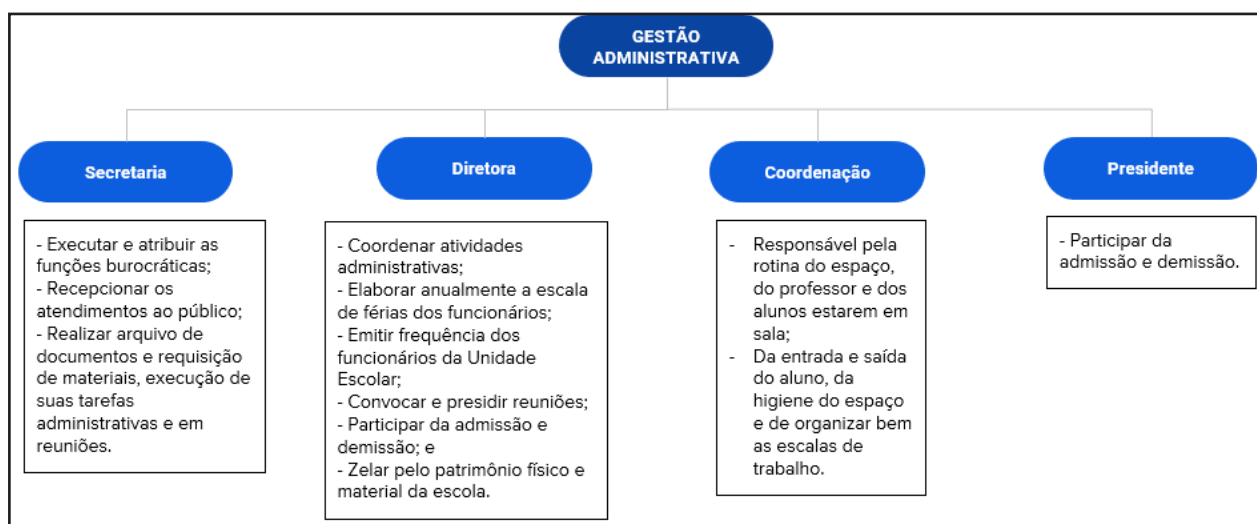 GESTÃO
ADMINISTRATIVA
Secretaria
Diretora
Coordenação
Presidente
- Executar e atribuir as
funções burocráticas;
- Recepcionar os
atendimentos ao público;
- Realizar arquivo de
documentos e requisição
de materiais, execução de
suas tarefas
administrativas e em
reuniões.
- Coordenar atividades
administrativas;
- Elaborar anualmente a escala
de férias dos funcionários;
- Emitir frequência dos
funcionários da Unidade
Escolar;
- Convocar e presidir reuniões;
- Participar da admissão e
demissão; e
- Zelar pelo patrimônio físico e
material da escola.
- Responsável pela
rotina do espaço,
do professor e dos
alunos estarem em
sala;
- Da entrada e saída
do aluno, da
higiene do espaço
e de organizar bem
as escalas de
trabalho.
- Participar da
admissão e demissão.